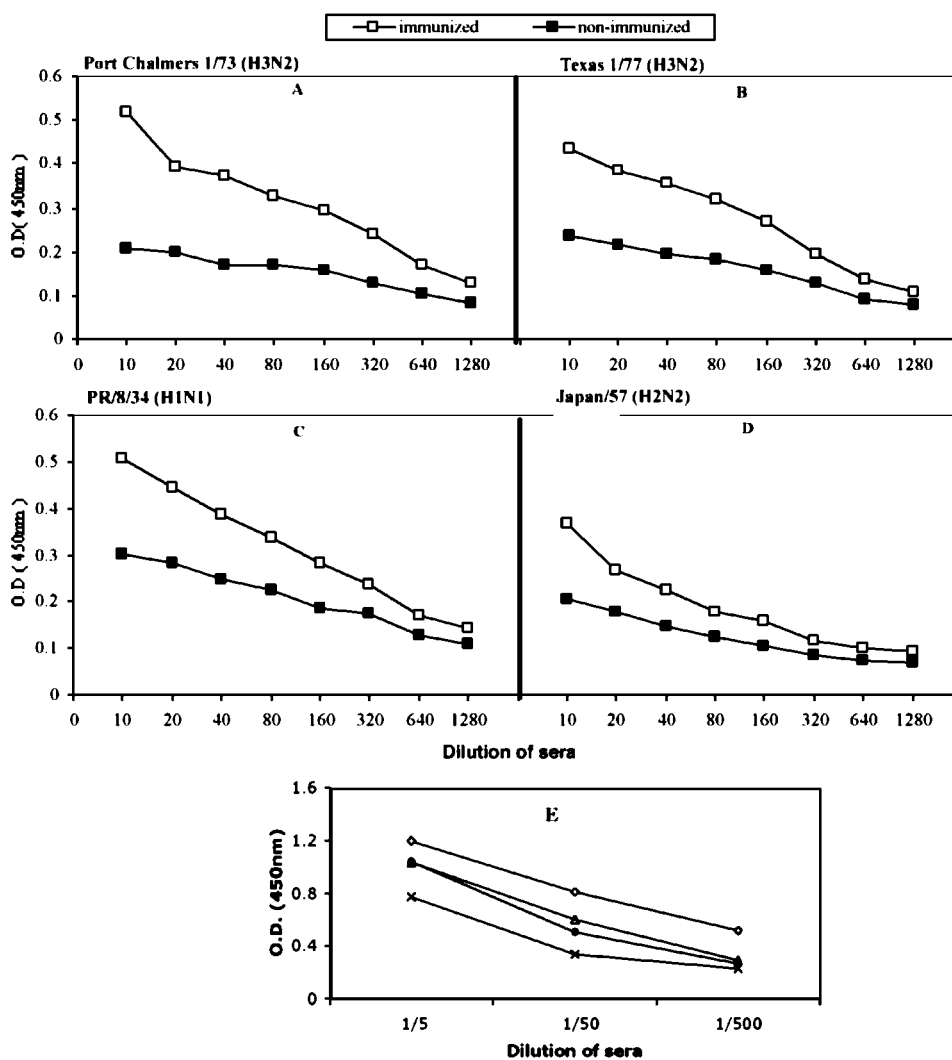 immunized non-immunized
Port Chalmers 1/73 (H3N2) Texas 1/77 (H3N2)
A B
0.6
0.5
0.4
0.3
0.2
0.1
0
O.D( 450nm )
0 10 20 40 80 160 320 640 1280 10 20 40 80 160 320 640 1280
PR/8/34 (H1N1) Japan/57 (H2N2)
C D
0.6
0.5
0.4
0.3
0.2
0.1
0
O.D (450nm)
0 10 20 40 80 160 320 640 1280 10 20 40 80 160 320 640 1280
Dilution of sera
E
1.6
1.2
0.8
0.4
0
O.D. (450nm)
1/5 1/50 1/500
Dilution of sera